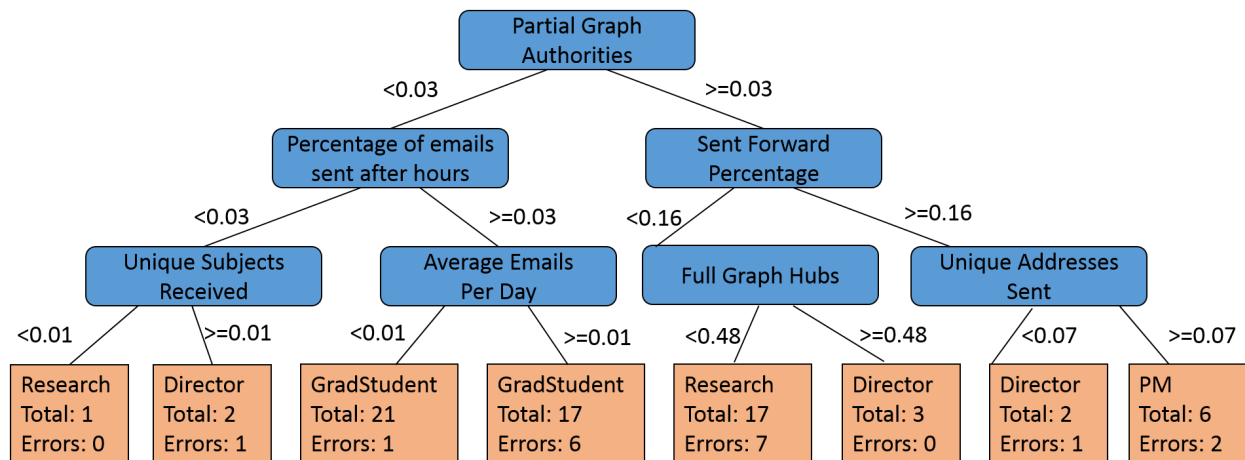 Partial Graph
Authorities
<0.03
>=0.03
Percentage of emails
sent after hours
Sent Forward
Percentage
<0.03
>=0.03
<0.16
>=0.16
Unique Subjects
Received
Average Emails
Per Day
Full Graph Hubs
Unique Addresses
Sent
<0.01
>=0.01
<0.01
>=0.01
<0.48
>=0.48
<0.07
>=0.07
Research
Total: 1
Errors: 0
Director
Total: 2
Errors: 1
GradStudent
Total: 21
Errors: 1
GradStudent
Total: 17
Errors: 6
Research
Total: 17
Errors: 7
Director
Total: 3
Errors: 0
Director
Total: 2
Errors: 1
PM
Total: 6
Errors: 2